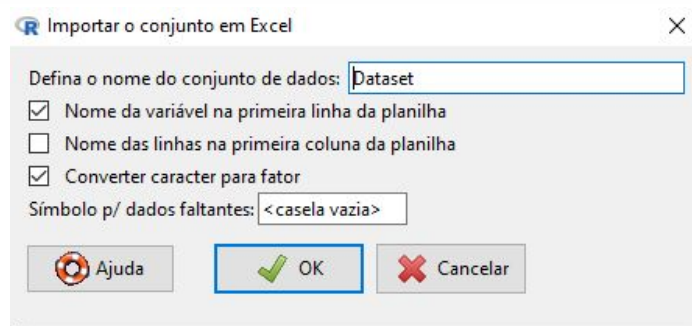 Importar o conjunto em Excel
Defina o nome do conjunto de dados: Dataset
Nome da variável na primeira linha da planilha
Nome das linhas na primeira coluna da planilha
Converter caracter para fator
Símbolo p/ dados faltantes: <casela vazia>
Ajuda OK Cancelar